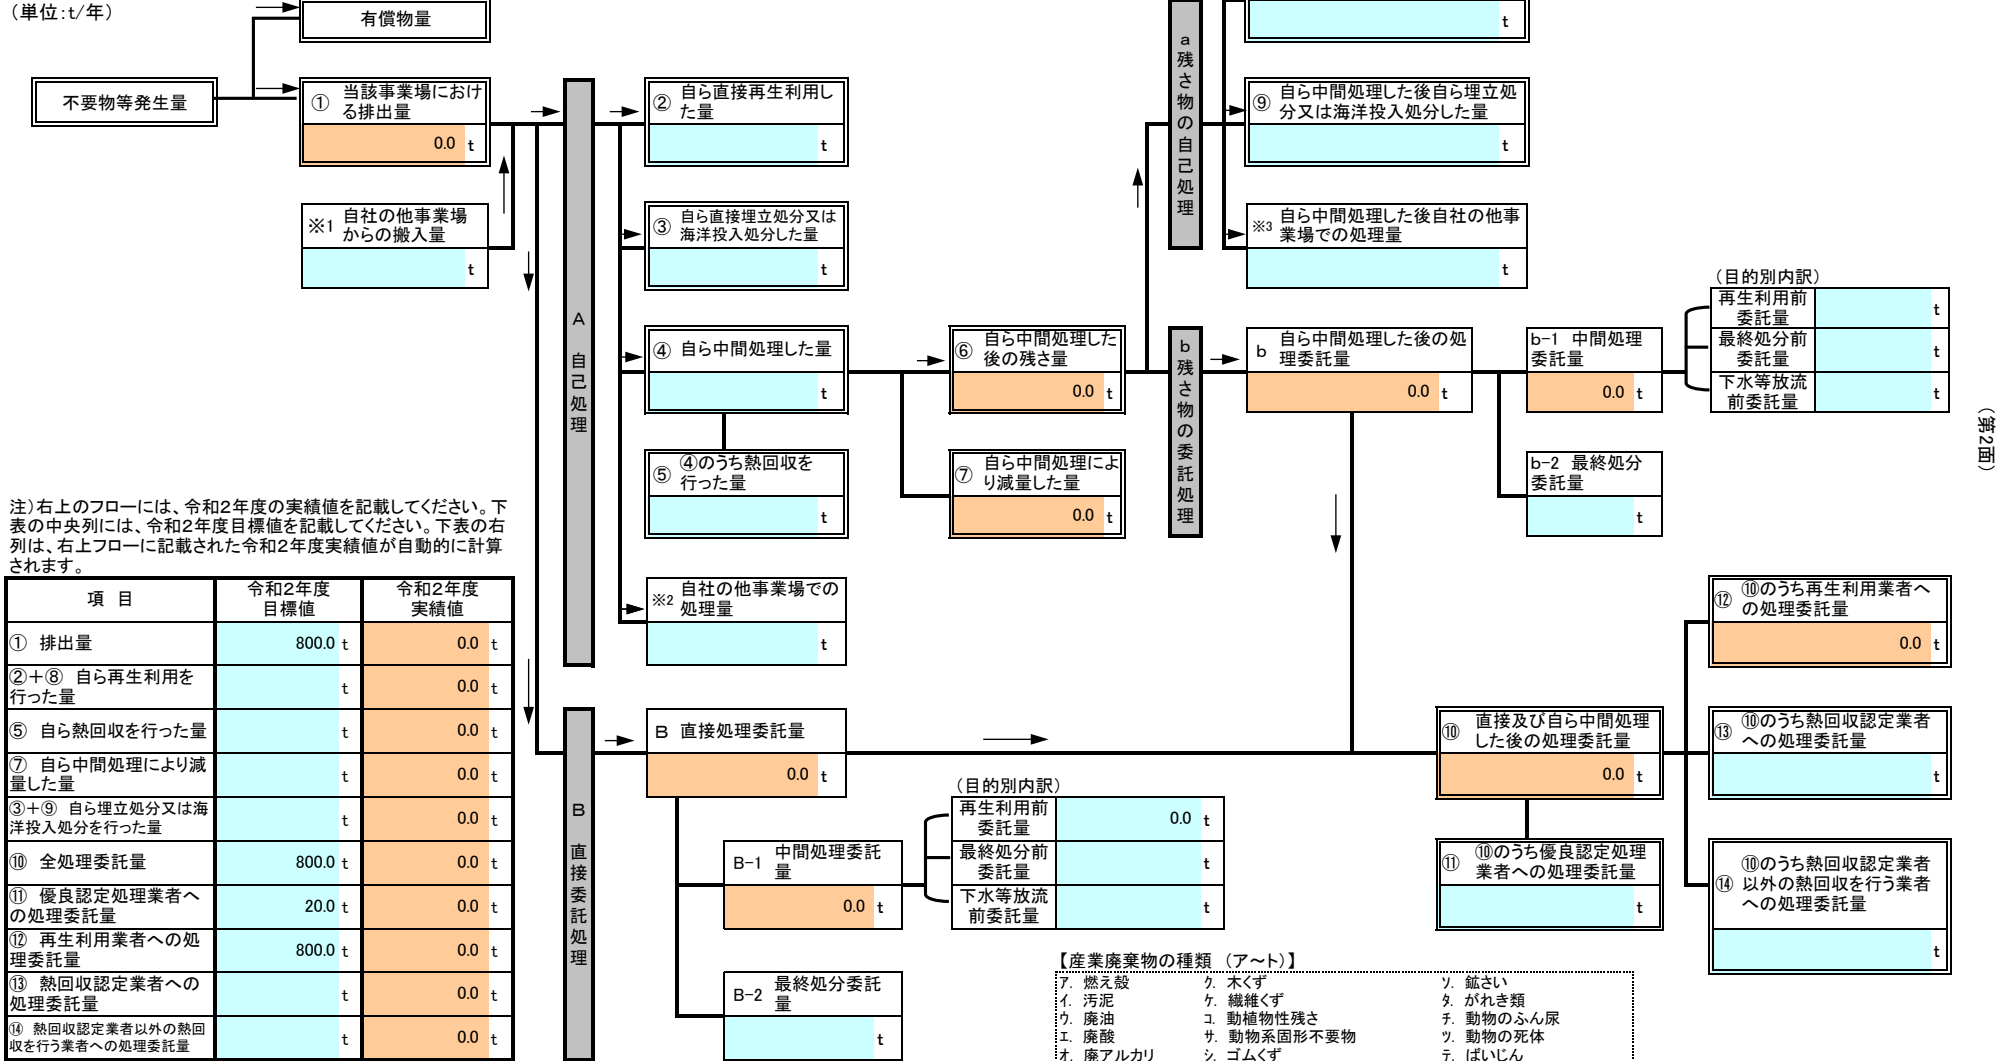 （単位：t/年）
有償物量
t
不要物等発生量
① 当該事業場におけ
る排出量
0.0 t
※1 自社の他事業場
からの搬入量
t
A 自己処理
② 自ら直接再生利用し
た量
t
③ 自ら直接埋立処分又は
海洋投入処分した量
t
④ 自ら中間処理した量
t
⑤ ④のうち熱回収を
行った量
t
※2 自社の他事業場での
処理量
t
⑥ 自ら中間処理した
後の残さ量
0.0 t
⑦ 自ら中間処理によ
り減量した量
0.0 t
a 残さ物の自己処理
⑨ 自ら中間処理した後自ら埋立処
分又は海洋投入処分した量
t
※3 自ら中間処理した後自社の他事
業場での処理量
t
b 残さ物の委託処理
b 自ら中間処理した後の処
理委託量
0.0 t
b-1 中間処理
委託量
0.0 t
b-2 最終処分
委託量
t
（目的別内訳）
再生利用前
委託量 t
最終処分前
委託量 t
下水等放流
前委託量 t
（第2面）
注）右上のフローには、令和２年度の実績値を記載してください。下
表の中央列には、令和２年度目標値を記載してください。下表の右
列は、右上フローに記載された令和２年度実績値が自動的に計算
されます。
項 目 令和２年度
目標値 令和２年度
実績値
① 排出量 800.0 t 0.0 t
②＋⑧ 自ら再生利用を
行った量 t 0.0 t
⑤ 自ら熱回収を行った量 t 0.0 t
⑦ 自ら中間処理により減
量した量 t 0.0 t
③＋⑨ 自ら埋立処分又は海
洋投入処分を行った量 t 0.0 t
⑩ 全処理委託量 800.0 t 0.0 t
⑪ 優良認定処理業者へ
の処理委託量 20.0 t 0.0 t
⑫ 再生利用業者への処
理委託量 800.0 t 0.0 t
⑬ 熱回収認定業者への
処理委託量 t 0.0 t
⑭ 熱回収認定業者以外の熱回
収を行う業者への処理委託量 t 0.0 t
B 直接委託処理
B 直接処理委託量
0.0 t
B-1 中間処理委託
量
0.0 t
B-2 最終処分委託
量
t
（目的別内訳）
再生利用前
委託量 0.0 t
最終処分前
委託量 t
下水等放流
前委託量 t
⑩ 直接及び自ら中間処理
した後の処理委託量
0.0 t
⑪ ⑩のうち優良認定処理
業者への処理委託量
t
⑫ ⑩のうち再生利用業者へ
の処理委託量
0.0 t
⑬ ⑩のうち熱回収認定業者
への処理委託量
t
⑭ ⑩のうち熱回収認定業者
以外の熱回収を行う業者
への処理委託量
t
【産業廃棄物の種類 （ア～ト）】
ｱ. 燃え殻 ｸ. 木くず ｿ. 鉱さい
ｲ. 汚泥 ｹ. 繊維くず ﾀ. がれき類
ｳ. 廃油 ｺ. 動植物性残さ ﾁ. 動物のふん尿
ｴ. 廃酸 ｻ. 動物系固形不要物 ﾂ. 動物の死体
ｵ. 廃アルカリ ｼ. ゴムくず ﾃ. ばいじん